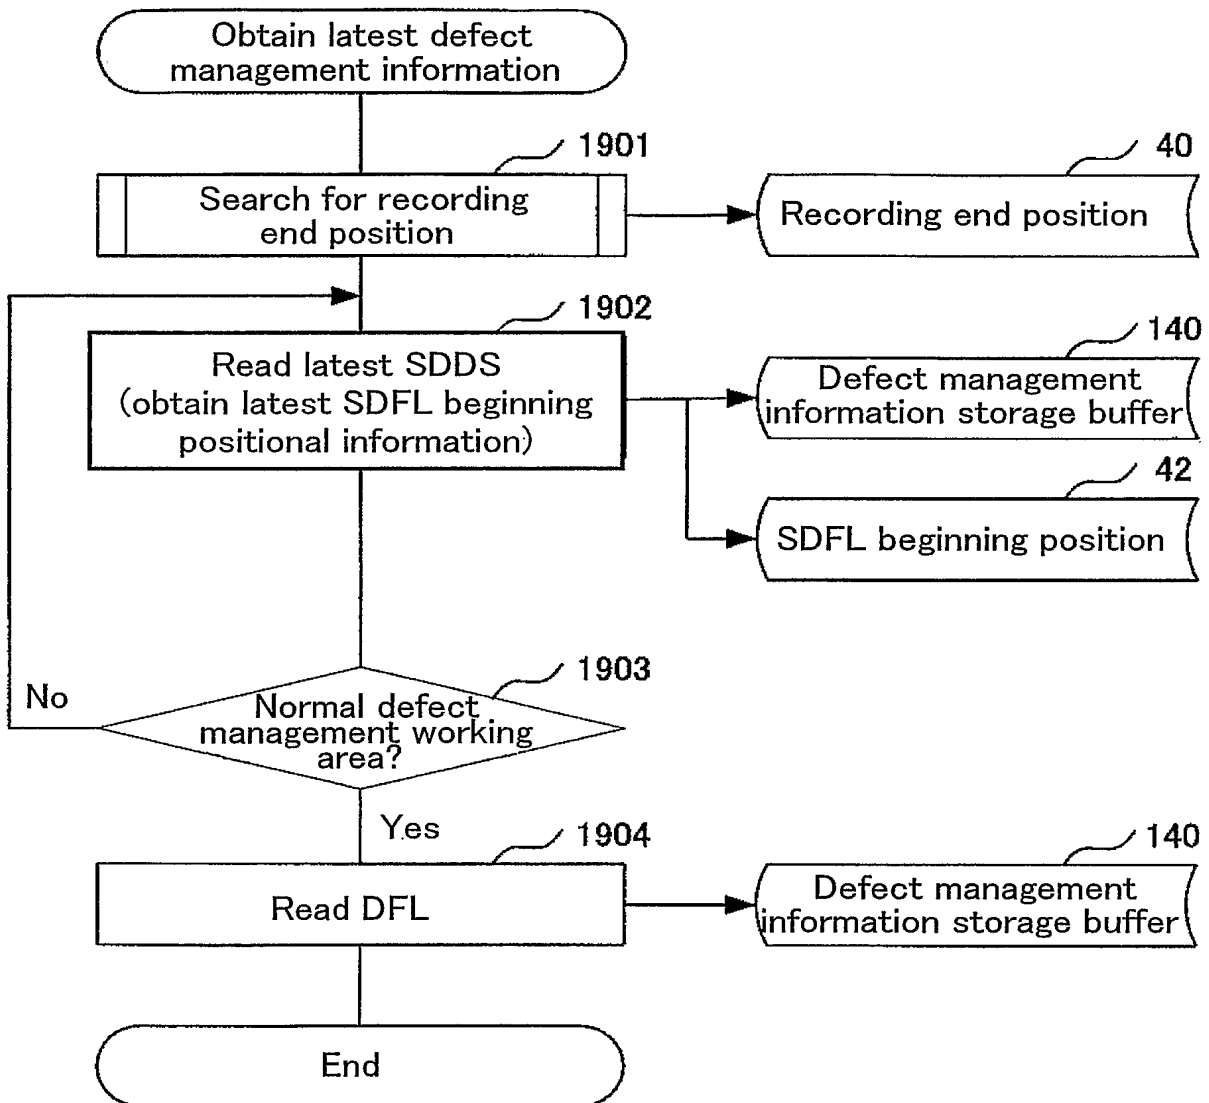 Obtain latest defect
management information
1901
Search for recording
end position
40
Recording end position
1902
Read latest SDDS
(obtain latest SDFL beginning
positional information)
140
Defect management
information storage buffer
42
SDFL beginning position
1903
No
Normal defect
management working
area?
Yes
1904
Read DFL
140
Defect management
information storage buffer
End